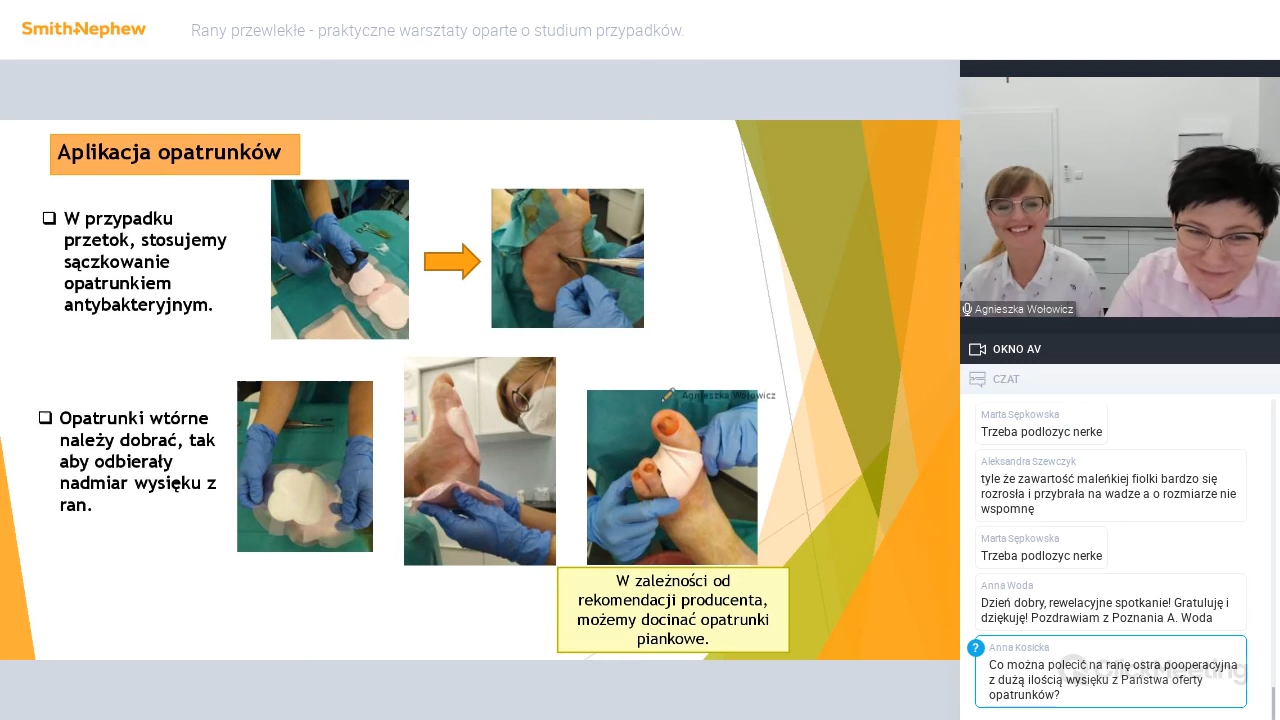 Smith+Nephew
Rany przewlekłe - praktyczne warsztaty oparte o studium przypadków.
Aplikacja opatrunków
W przypadku
przetok, stosujemy
sączkowanie
opatrunkiem
antybakteryjnym.
Opatrunki wtórne
należy dobrać, tak
aby odbierały
nadmiar wysięku z
ran.
Agnieszka Wołowicz
W zależności od
rekomendacji producenta,
możemy docinać opatrunki
piankowe.
Agnieszka Wołowicz
OKNO AV
CZAT
Marta Sępkowska
Trzeba podlozyc nerke
Aleksandra Szewczyk
tyle że zawartość maleńkiej fiolki bardzo się
rozrosła i przybrała na wadze a o rozmiarze nie
wspomnę
Marta Sępkowska
Trzeba podlozyc nerke
Anna Woda
Dzień dobry, rewelacyjne spotkanie! Gratuluję i
dziękuję! Pozdrawiam z Poznania A. Woda
?
Anna Kosicka
Co można polecić na ranę ostrą pooperacyjną
z dużą ilością wysięku z Państwa oferty
opatrunków?
ClickMeeting